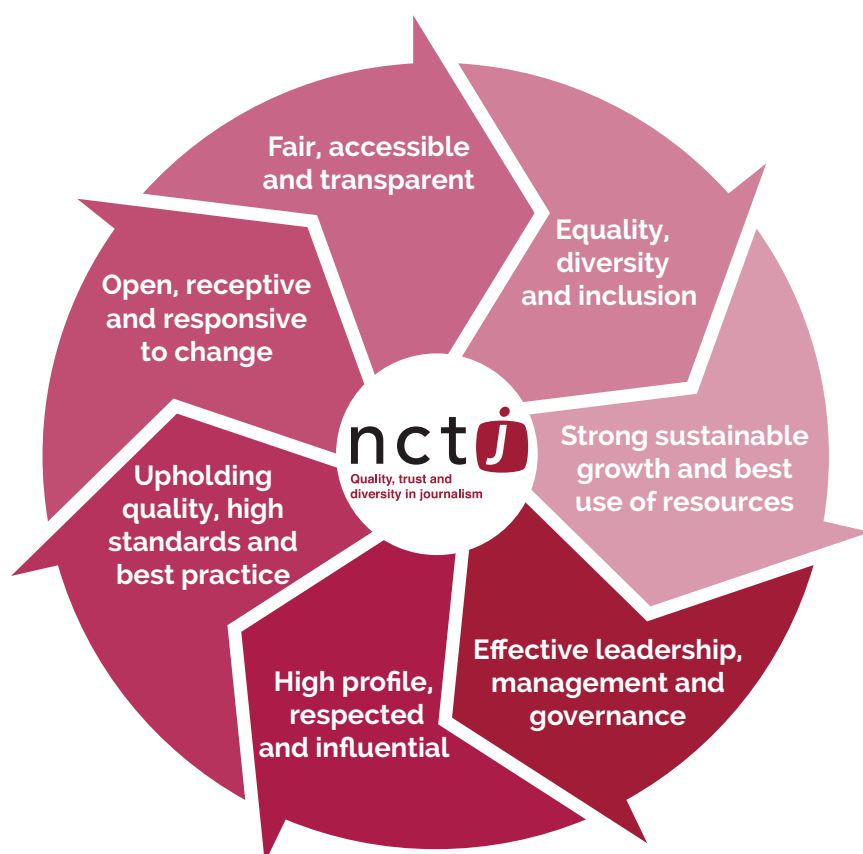 Fair, accessible
and transparent
Equality,
diversity
and inclusion
Strong sustainable
growth and best
use of resources
Effective leadership,
management and
governance
High profile,
respected
and influential
Upholding
quality, high
standards and
best practice
Open, receptive
and responsive
to change
nctj
Quality, trust and
diversity in journalism